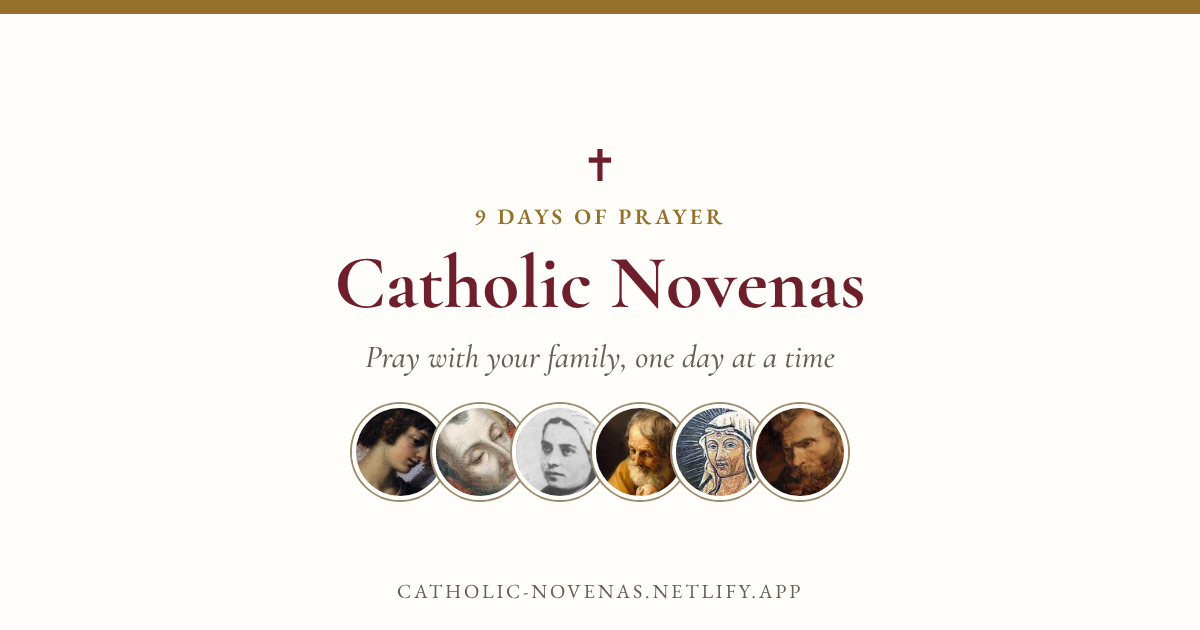 9 DAYS OF PRAYER
Catholic Novenas
Pray with your family, one day at a time
CATHOLIC-NOVENAS.NETLIFY.APP